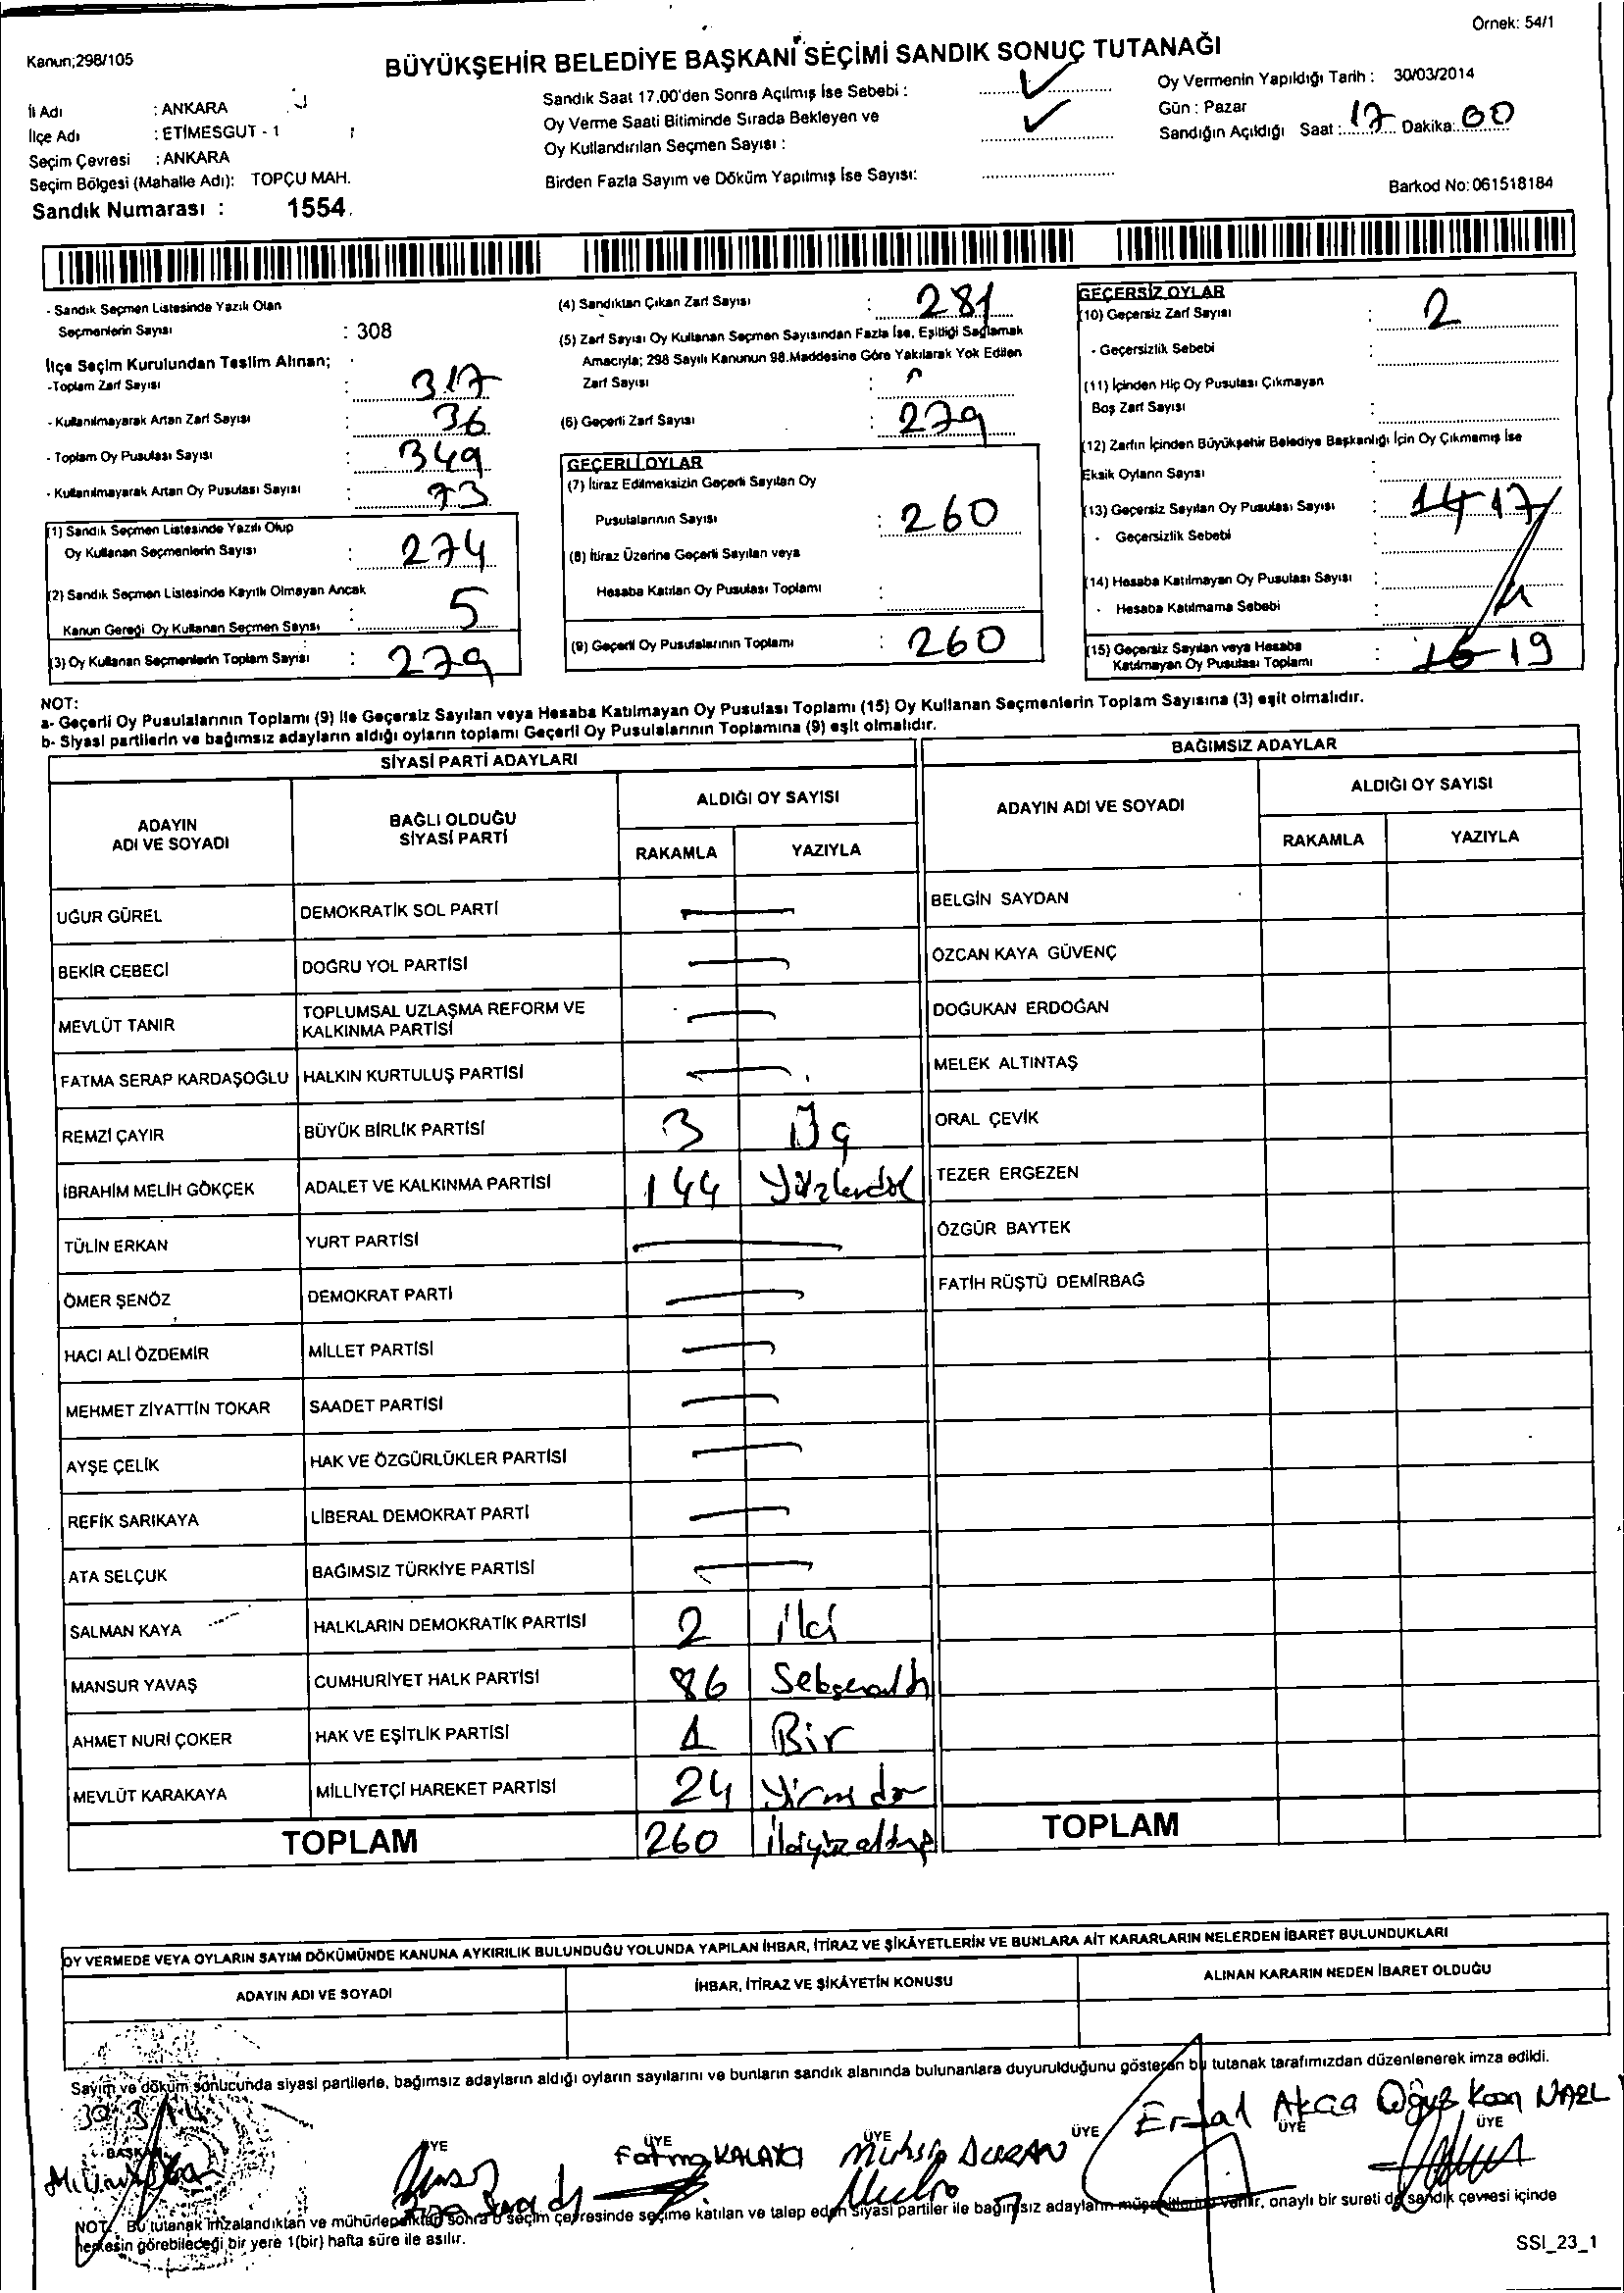 Örnek: 54/1
Kanun;298/105
BÜYÜKŞEHİR BELEDİYE BAŞKANI SEÇİMİ SANDIK SONUÇ TUTANAĞI
İl Adı : ANKARA
İlçe Adı : ETİMESGUT - 1
Seçim Çevresi : ANKARA
Seçim Bölgesi (Mahalle Adı): TOPÇU MAH.
Sandık Numarası : 1554
Sandık Saat 17.00'den Sonra Açılmış İse Sebebi :
Oy Verme Saati Bitiminde Sırada Bekleyen ve
Oy Kullandırılan Seçmen Sayısı :
Birden Fazla Sayım ve Döküm Yapılmış İse Sayısı:
Oy Vermenin Yapıldığı Tarih : 30/03/2014
Gün : Pazar
Sandığın Açıldığı Saat : 17 Dakika: 00
Barkod No: 061518184
- Sandık Seçmen Listesinde Yazılı Olan
Seçmenlerin Sayısı : 308
İlçe Seçim Kurulundan Teslim Alınan;
-Toplam Zarf Sayısı : 317
- Kullanılmayarak Artan Zarf Sayısı : 36
- Toplam Oy Pusulası Sayısı : 349
- Kullanılmayarak Artan Oy Pusulası Sayısı : 73
(1) Sandık Seçmen Listesinde Yazılı Olup
Oy Kullanan Seçmenlerin Sayısı : 274
(2) Sandık Seçmen Listesinde Kayıtlı Olmayan Ancak
Kanun Gereği Oy Kullanan Seçmen Sayısı : 5
(3) Oy Kullanan Seçmenlerin Toplam Sayısı : 279
(4) Sandıktan Çıkan Zarf Sayısı : 281
(5) Zarf Sayısı Oy Kullanan Seçmen Sayısından Fazla İse, Eşitliği Sağlamak
Amacıyla; 298 Sayılı Kanunun 98.Maddesine Göre Yakılarak Yok Edilen
Zarf Sayısı :
(6) Geçerli Zarf Sayısı : 279
GEÇERLİ OYLAR
(7) İtiraz Edilmeksizin Geçerli Sayılan Oy
Pusulalarının Sayısı : 260
(8) İtiraz Üzerine Geçerli Sayılan veya
Hesaba Katılan Oy Pusulası Toplamı :
(9) Geçerli Oy Pusulalarının Toplamı : 260
GEÇERSİZ OYLAR
(10) Geçersiz Zarf Sayısı : 2
- Geçersizlik Sebebi :
(11) İçinden Hiç Oy Pusulası Çıkmayan
Boş Zarf Sayısı :
(12) Zarfın İçinden Büyükşehir Belediye Başkanlığı İçin Oy Çıkmamış İse
Eksik Oyların Sayısı :
(13) Geçersiz Sayılan Oy Pusulası Sayısı : 14 17
- Geçersizlik Sebebi :
(14) Hesaba Katılmayan Oy Pusulası Sayısı :
- Hesaba Katılmama Sebebi :
(15) Geçersiz Sayılan veya Hesaba
Katılmayan Oy Pusulası Toplamı : 16 19
NOT:
a- Geçerli Oy Pusulalarının Toplamı (9) İle Geçersiz Sayılan veya Hesaba Katılmayan Oy Pusulası Toplamı (15) Oy Kullanan Seçmenlerin Toplam Sayısına (3) eşit olmalıdır.
b- Siyasi partilerin ve bağımsız adayların aldığı oyların toplamı Geçerli Oy Pusulalarının Toplamına (9) eşit olmalıdır.
SİYASİ PARTİ ADAYLARI
ADAYIN
ADI VE SOYADI
BAĞLI OLDUĞU
SİYASİ PARTİ
ALDIĞI OY SAYISI
RAKAMLA YAZIYLA
UĞUR GÜREL DEMOKRATİK SOL PARTİ —
BEKİR CEBECİ DOĞRU YOL PARTİSİ —
MEVLÜT TANIR TOPLUMSAL UZLAŞMA REFORM VE
KALKINMA PARTİSİ —
FATMA SERAP KARDAŞOĞLU HALKIN KURTULUŞ PARTİSİ —
REMZİ ÇAYIR BÜYÜK BİRLİK PARTİSİ 3 Üç
İBRAHİM MELİH GÖKÇEK ADALET VE KALKINMA PARTİSİ 144
TÜLİN ERKAN YURT PARTİSİ —
ÖMER ŞENÖZ DEMOKRAT PARTİ —
HACI ALİ ÖZDEMİR MİLLET PARTİSİ —
MEHMET ZİYATTİN TOKAR SAADET PARTİSİ —
AYŞE ÇELİK HAK VE ÖZGÜRLÜKLER PARTİSİ —
REFİK SARIKAYA LİBERAL DEMOKRAT PARTİ —
ATA SELÇUK BAĞIMSIZ TÜRKİYE PARTİSİ —
SALMAN KAYA HALKLARIN DEMOKRATİK PARTİSİ 2 iki
MANSUR YAVAŞ CUMHURİYET HALK PARTİSİ 86 Seksenaltı
AHMET NURİ ÇOKER HAK VE EŞİTLİK PARTİSİ 1 Bir
MEVLÜT KARAKAYA MİLLİYETÇİ HAREKET PARTİSİ 24
TOPLAM 260 ikiyüzaltmış
BAĞIMSIZ ADAYLAR
ADAYIN ADI VE SOYADI
ALDIĞI OY SAYISI
RAKAMLA YAZIYLA
BELGİN SAYDAN
ÖZCAN KAYA GÜVENÇ
DOĞUKAN ERDOĞAN
MELEK ALTINTAŞ
ORAL ÇEVİK
TEZER ERGEZEN
ÖZGÜR BAYTEK
FATİH RÜŞTÜ DEMİRBAĞ
TOPLAM
OY VERMEDE VEYA OYLARIN SAYIM DÖKÜMÜNDE KANUNA AYKIRILIK BULUNDUĞU YOLUNDA YAPILAN İHBAR, İTİRAZ VE ŞİKÂYETLERİN VE BUNLARA AİT KARARLARIN NELERDEN İBARET BULUNDUKLARI
ADAYIN ADI VE SOYADI İHBAR, İTİRAZ VE ŞİKÂYETİN KONUSU ALINAN KARARIN NEDEN İBARET OLDUĞU
Sayım ve döküm sonucunda siyasi partilerle, bağımsız adayların aldığı oyların sayılarını ve bunların sandık alanında bulunanlara duyurulduğunu gösteren bu tutanak tarafımızdan düzenlenerek imza edildi.
30/3/14
BAŞKAN ÜYE ÜYE ÜYE ÜYE ÜYE ÜYE
Fatma KALAYCI Muhsin DURAN Erdal Akca
NOT: Bu tutanak imzalandıktan ve mühürlendikten sonra o seçim çevresinde seçime katılan ve talep eden siyasi partiler ile bağımsız adayların müşahitlerine verilir, onaylı bir sureti de sandık çevresi içinde
herkesin görebileceği bir yere 1(bir) hafta süre ile asılır.
SSI_23_1